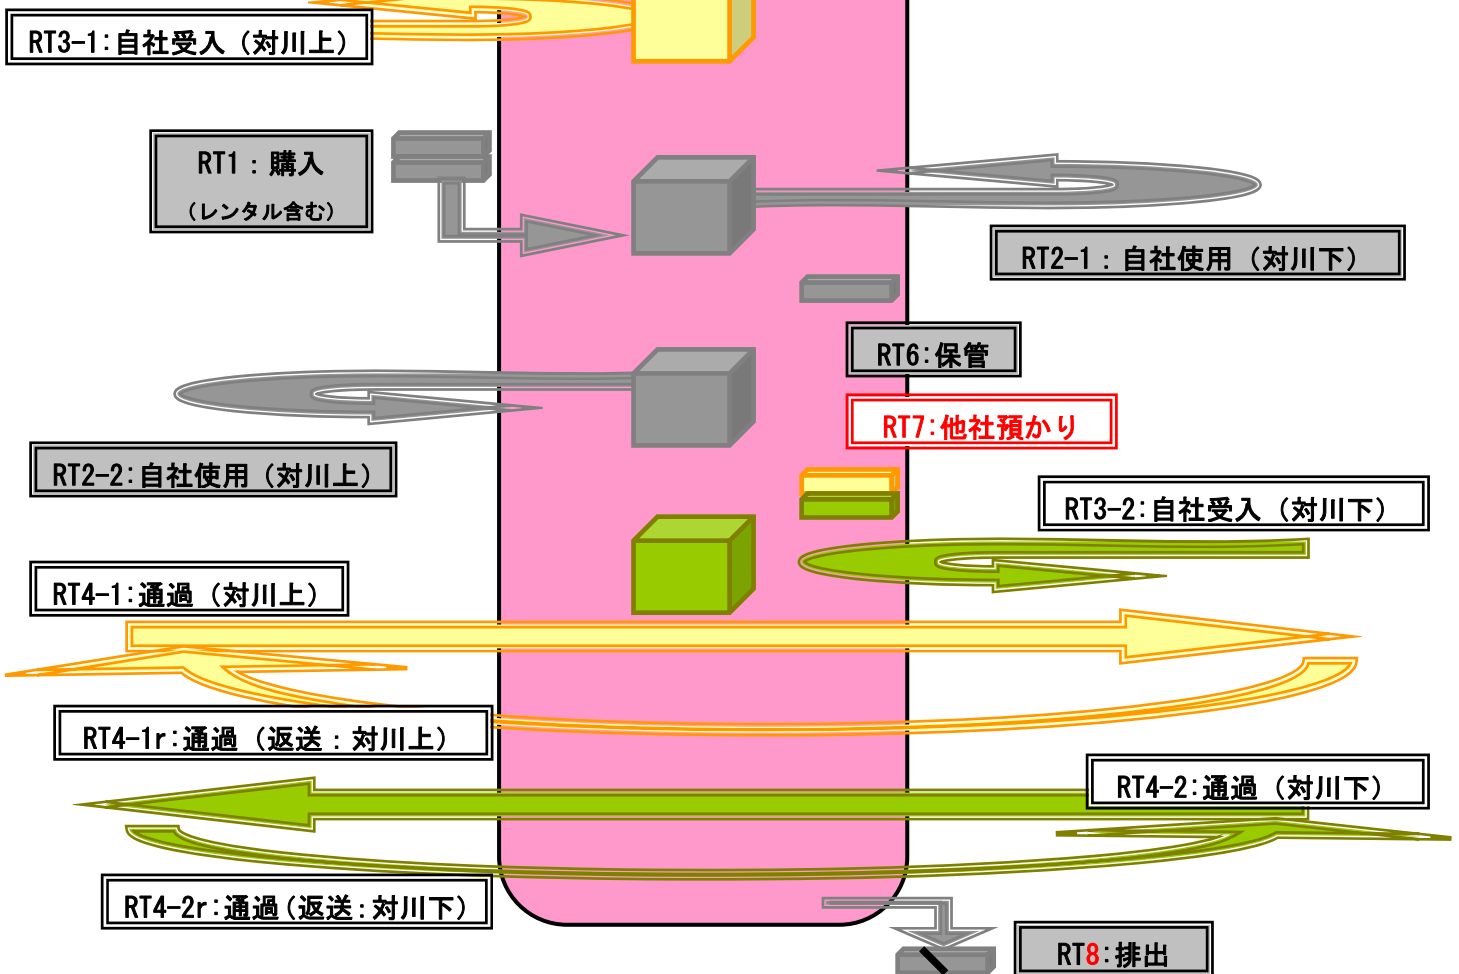 RT3-1:自社受入（対川上）
RT1：購入
（レンタル含む）
RT2-1：自社使用（対川下）
RT6:保管
RT7:他社預かり
RT2-2:自社使用（対川上）
RT3-2:自社受入（対川下）
RT4-1:通過（対川上）
RT4-1r:通過（返送：対川上）
RT4-2:通過（対川下）
RT4-2r:通過(返送:対川下）
RT8:排出